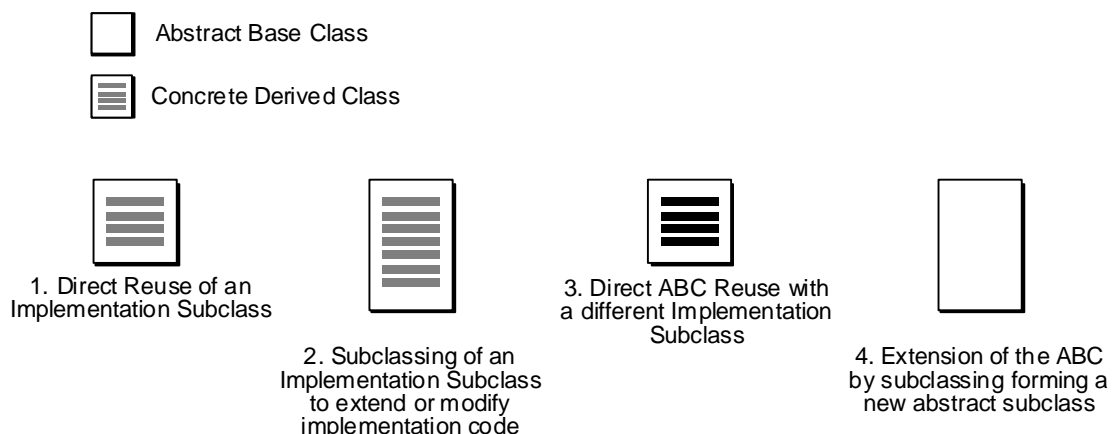 Abstract Base Class
Concrete Derived Class
1. Direct Reuse of an
Implementation Subclass
2. Subclassing of an
Implementation Subclass
to extend or modify
implementation code
3. Direct ABC Reuse with
a different Implementation
Subclass
4. Extension of the ABC
by subclassing forming a
new abstract subclass